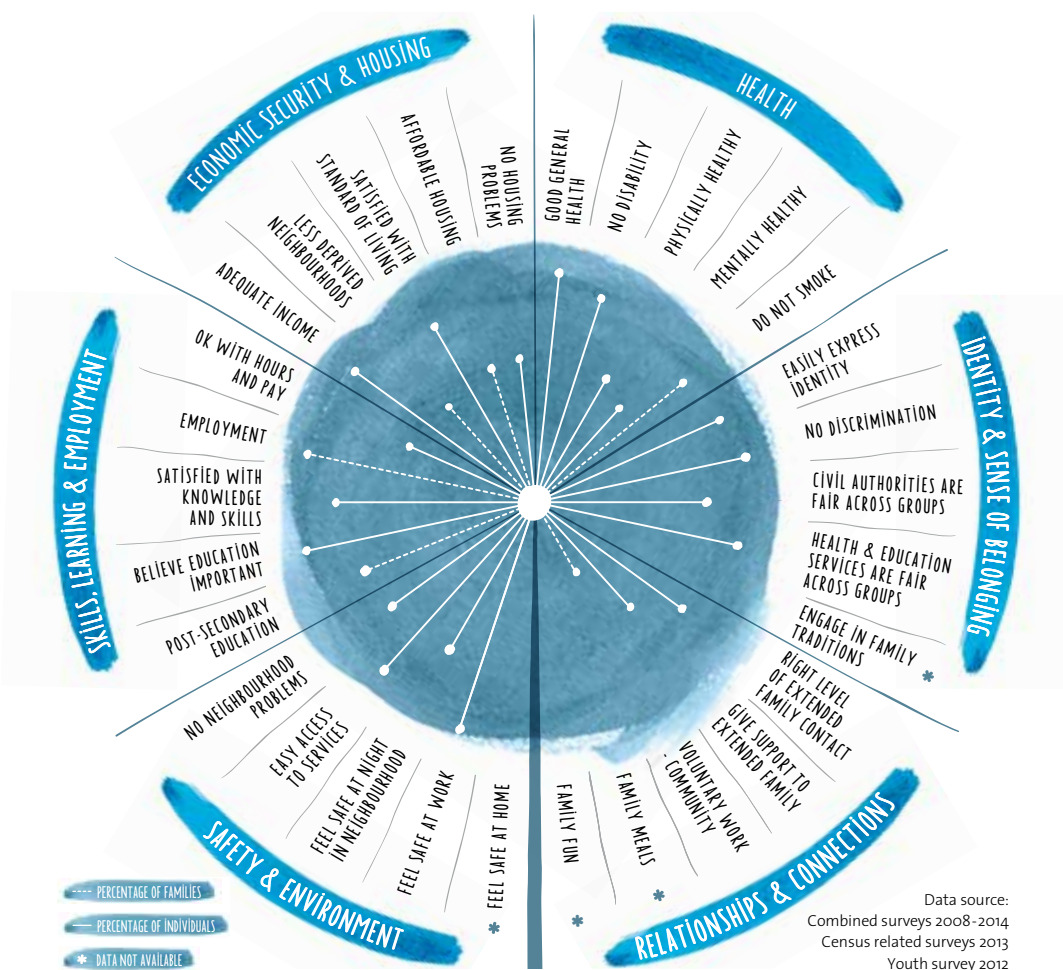 ECONOMIC SECURITY & HOUSING
ADEQUATE INCOME
LESS DEPRIVED
NEIGHBOURHOODS
SATISFIED WITH
STANDARD OF LIVING
AFFORDABLE HOUSING
NO HOUSING
PROBLEMS
HEALTH
GOOD GENERAL
HEALTH
NO DISABILITY
PHYSICALLY HEALTHY
MENTALLY HEALTHY
DO NOT SMOKE
IDENTITY & SENSE OF BELONGING
EASILY EXPRESS
IDENTITY
NO DISCRIMINATION
CIVIL AUTHORITIES ARE
FAIR ACROSS GROUPS
HEALTH & EDUCATION
SERVICES ARE FAIR
ACROSS GROUPS
ENGAGE IN FAMILY
TRADITIONS
*
RELATIONSHIPS & CONNECTIONS
RIGHT LEVEL
OF EXTENDED
FAMILY CONTACT
GIVE SUPPORT TO
EXTENDED FAMILY
VOLUNTARY WORK
- COMMUNITY
FAMILY MEALS
*
FAMILY FUN
*
SAFETY & ENVIRONMENT
FEEL SAFE AT HOME
*
FEEL SAFE AT WORK
FEEL SAFE AT NIGHT
IN NEIGHBOURHOOD
EASY ACCESS
TO SERVICES
NO NEIGHBOURHOOD
PROBLEMS
SKILLS, LEARNING & EMPLOYMENT
POST-SECONDARY
EDUCATION
BELIEVE EDUCATION
IMPORTANT
SATISFIED WITH
KNOWLEDGE
AND SKILLS
EMPLOYMENT
OK WITH HOURS
AND PAY
PERCENTAGE OF FAMILIES
PERCENTAGE OF INDIVIDUALS
* DATA NOT AVAILABLE
Data source:
Combined surveys 2008-2014
Census related surveys 2013
Youth survey 2012